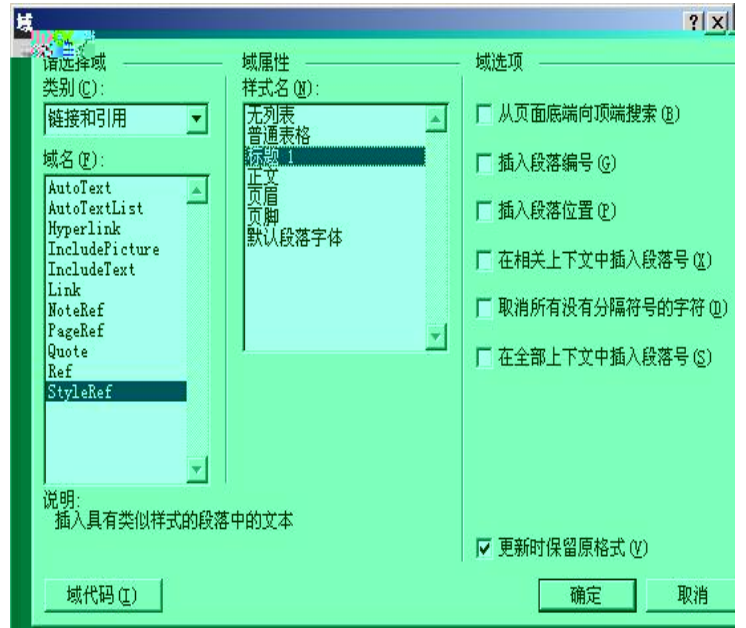 域
请选择域
类别(C):
链接和引用
域名(F):
AutoText
AutoTextList
Hyperlink
IncludePicture
IncludeText
Link
NoteRef
PageRef
Quote
Ref
StyleRef
域属性
样式名(N):
无列表
普通表格
标题 1
正文
页眉
页脚
默认段落字体
域选项
从页面底端向顶端搜索(B)
插入段落编号(G)
插入段落位置(P)
在相关上下文中插入段落号(X)
取消所有没有分隔符号的字符(D)
在全部上下文中插入段落号(S)
说明:
插入具有类似样式的段落中的文本
更新时保留原格式(V)
域代码(I)
确定
取消